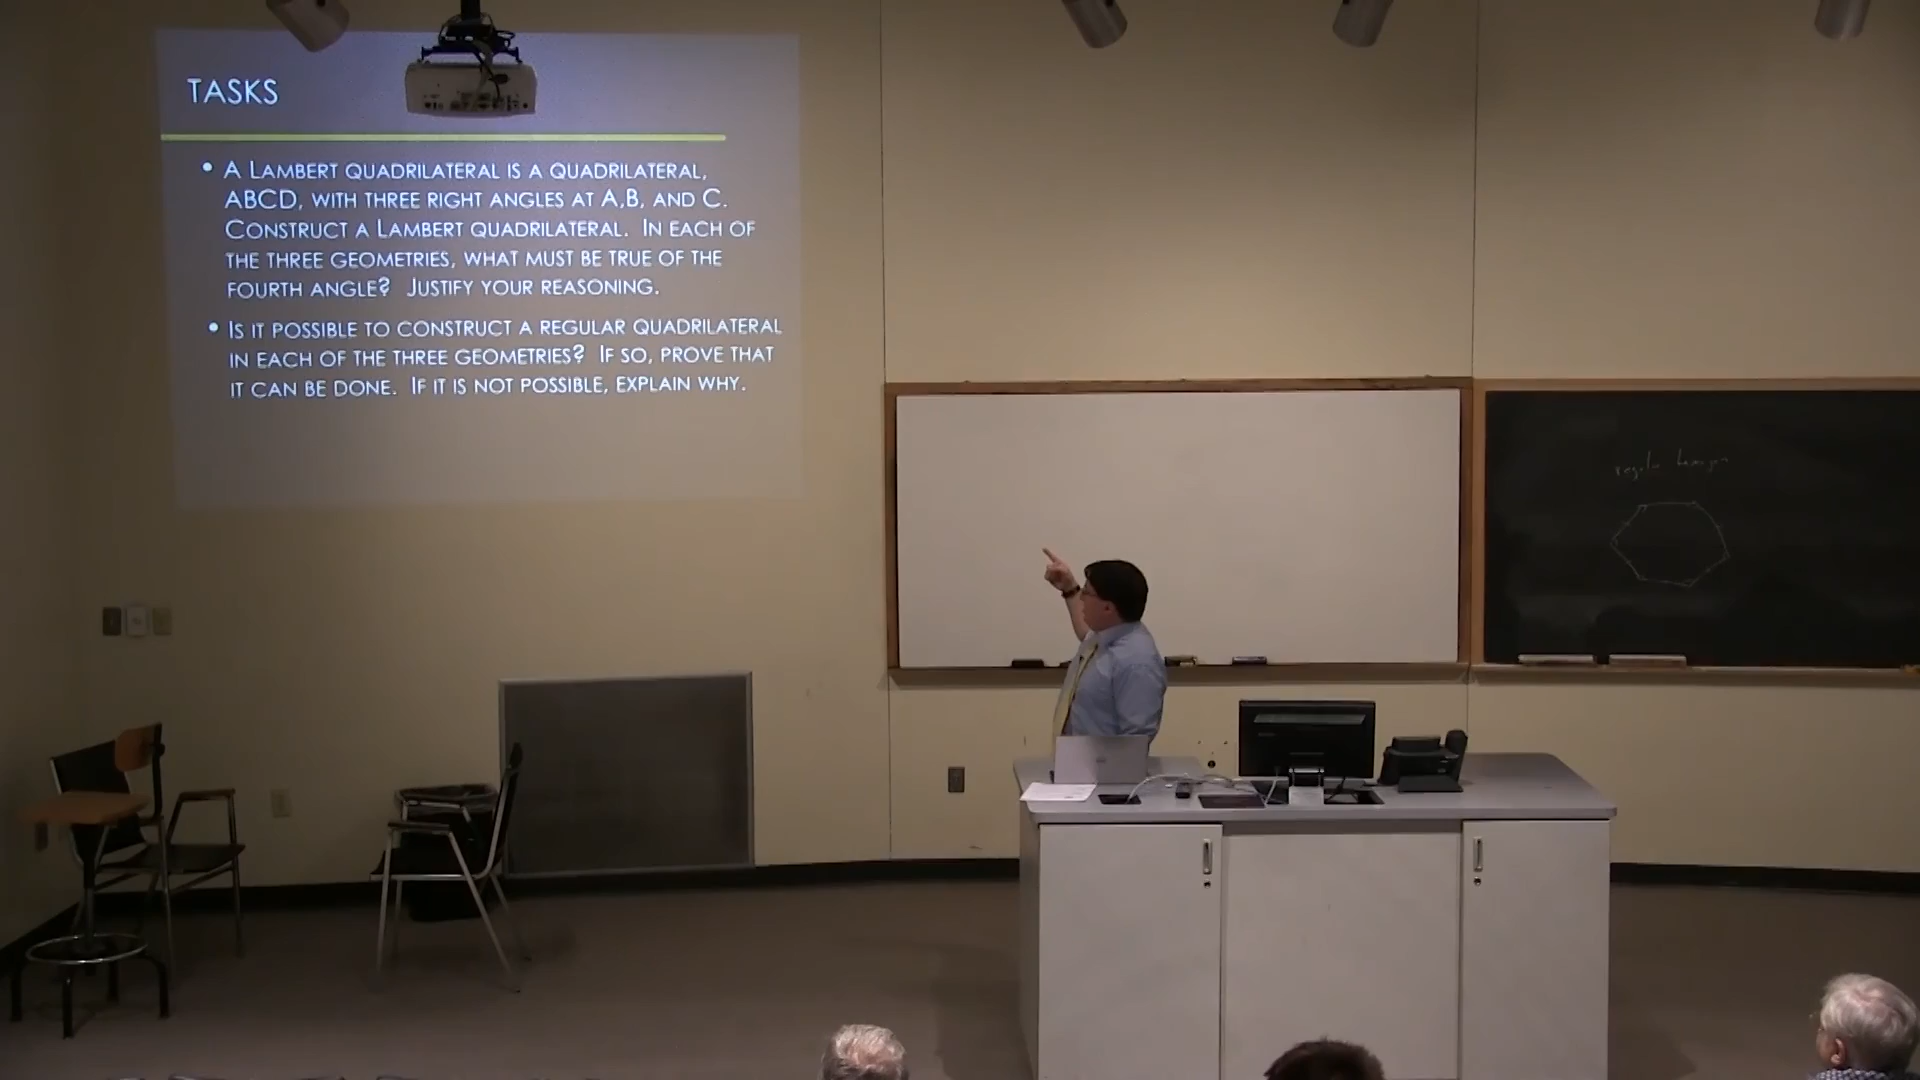 TASKS
• A LAMBERT QUADRILATERAL IS A QUADRILATERAL,
ABCD, WITH THREE RIGHT ANGLES AT A,B, AND C.
CONSTRUCT A LAMBERT QUADRILATERAL. IN EACH OF
THE THREE GEOMETRIES, WHAT MUST BE TRUE OF THE
FOURTH ANGLE? JUSTIFY YOUR REASONING.
• IS IT POSSIBLE TO CONSTRUCT A REGULAR QUADRILATERAL
IN EACH OF THE THREE GEOMETRIES? IF SO, PROVE THAT
IT CAN BE DONE. IF IT IS NOT POSSIBLE, EXPLAIN WHY.
regular hexagon